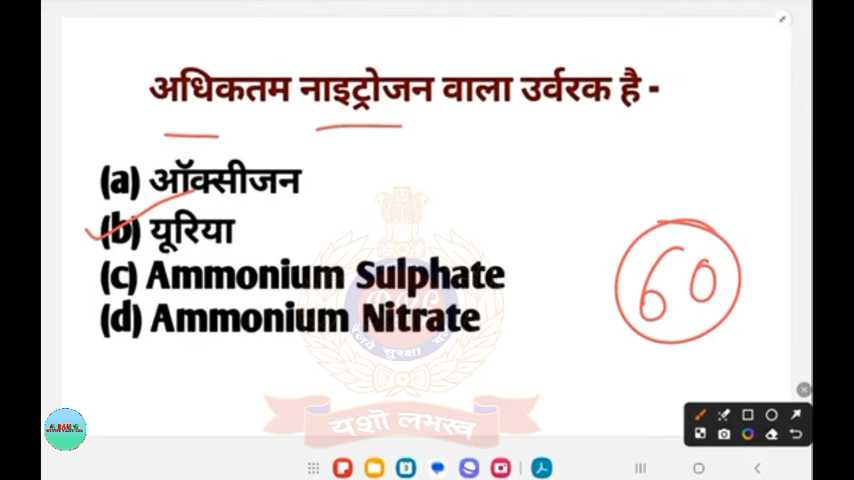 अधिकतम नाइट्रोजन वाला उर्वरक है -
(a) ऑक्सीजन
(b) यूरिया
(c) Ammonium Sulphate
(d) Ammonium Nitrate
60
यशो लभस्व